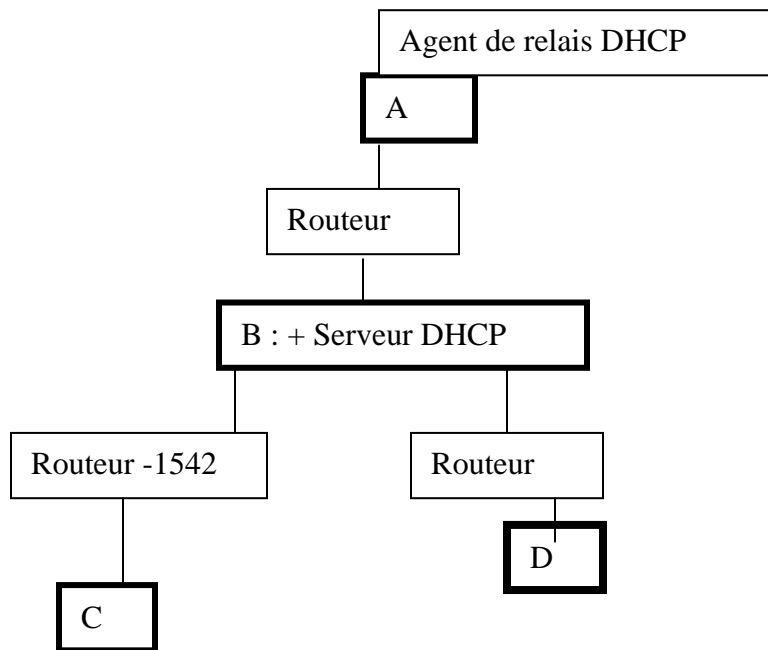 Agent de relais DHCP
A
Routeur
B : + Serveur DHCP
Routeur -1542
Routeur
D
C